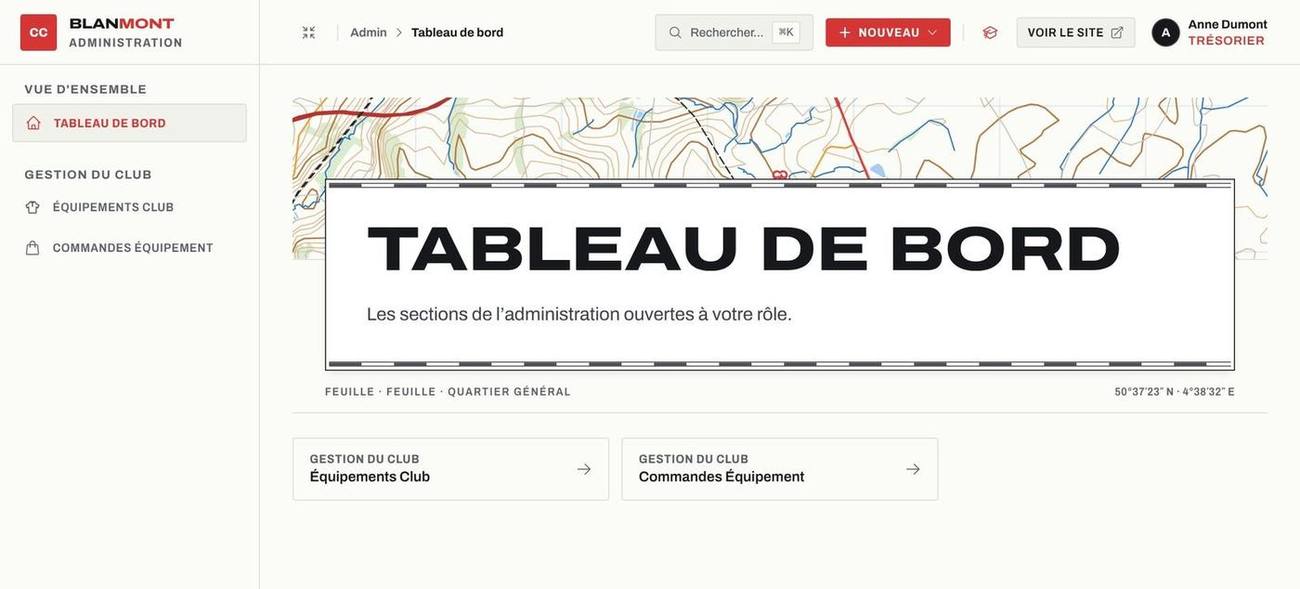 CC
BLANMONT
ADMINISTRATION
Admin > Tableau de bord
Rechercher... ⌘K
+ NOUVEAU
VOIR LE SITE
A
Anne Dumont
TRÉSORIER
VUE D'ENSEMBLE
TABLEAU DE BORD
GESTION DU CLUB
ÉQUIPEMENTS CLUB
COMMANDES ÉQUIPEMENT
TABLEAU DE BORD
Les sections de l’administration ouvertes à votre rôle.
FEUILLE · FEUILLE · QUARTIER GÉNÉRAL
50°37′23″ N · 4°38′32″ E
GESTION DU CLUB
Équipements Club
GESTION DU CLUB
Commandes Équipement